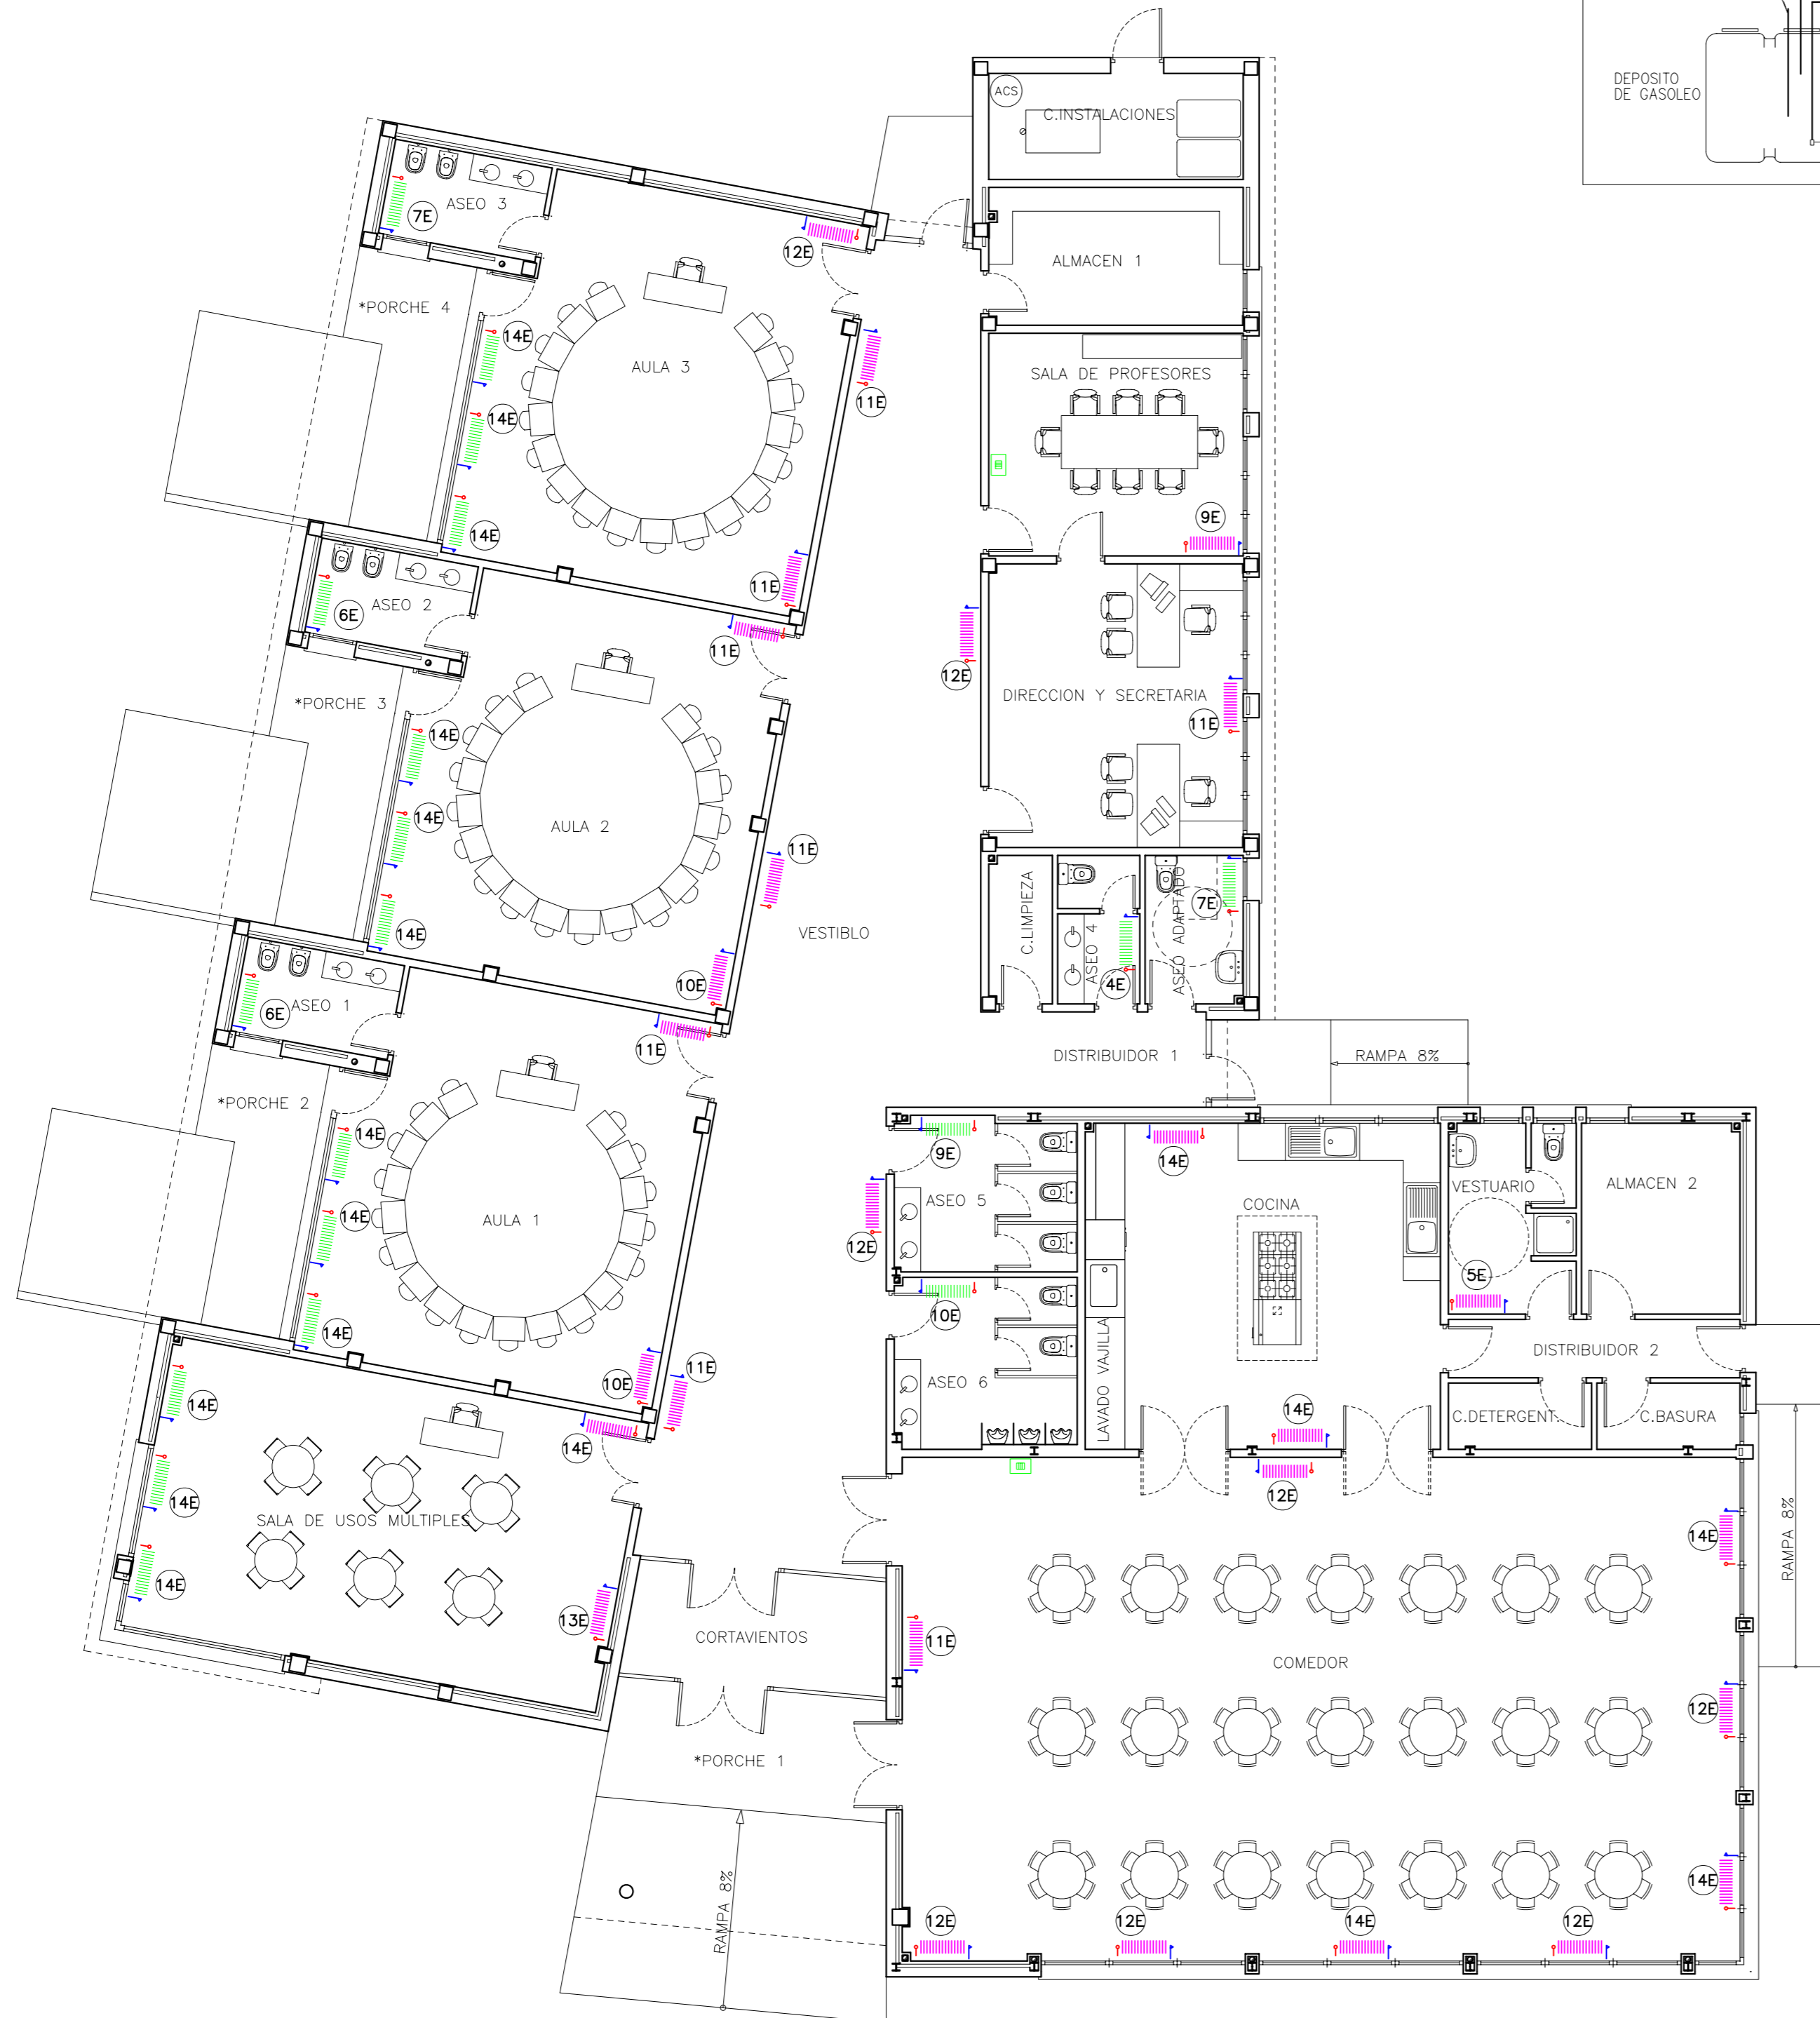 DEPOSITO
DE GASOLEO
ACS
C.INSTALACIONES
ASEO 3
7E
12E
ALMACEN 1
*PORCHE 4
14E
AULA 3
SALA DE PROFESORES
11E
14E
14E
9E
11E
ASEO 2
6E
11E
12E
*PORCHE 3
DIRECCION Y SECRETARIA
11E
14E
14E
AULA 2
11E
C.LIMPIEZA
ASEO 4
4E
ASEO ADAPTADO
7E
VESTIBLO
14E
10E
ASEO 1
6E
11E
DISTRIBUIDOR 1
RAMPA 8%
*PORCHE 2
14E
9E
14E
ASEO 5
VESTUARIO
ALMACEN 2
COCINA
14E
AULA 1
12E
5E
10E
14E
LAVADO VAJILLA
DISTRIBUIDOR 2
10E
11E
ASEO 6
14E
14E
14E
C.DETERGENT.
C.BASURA
12E
14E
SALA DE USOS MULTIPLES
14E
RAMPA 8%
14E
13E
CORTAVIENTOS
11E
COMEDOR
12E
*PORCHE 1
14E
RAMPA 8%
12E
12E
14E
12E